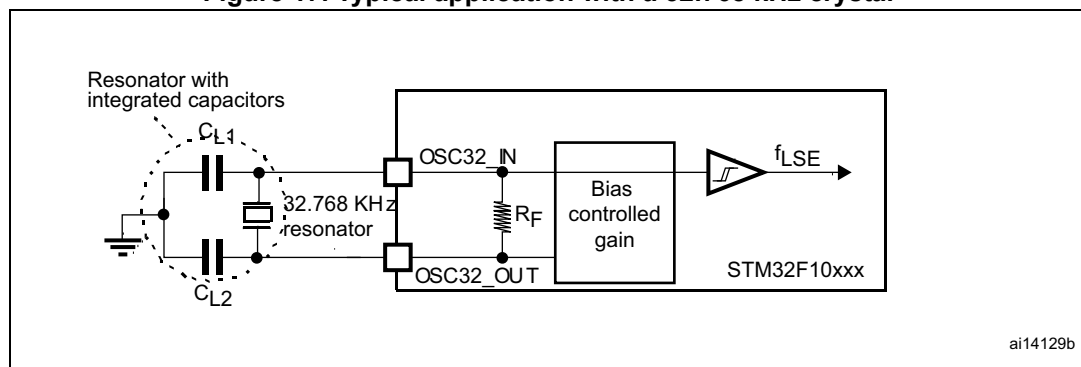 Resonator with
integrated capacitors
CL1
OSC32_IN
fLSE
32.768 KHz
resonator
RF
Bias
controlled
gain
OSC32_OUT
STM32F10xxx
CL2
ai14129b